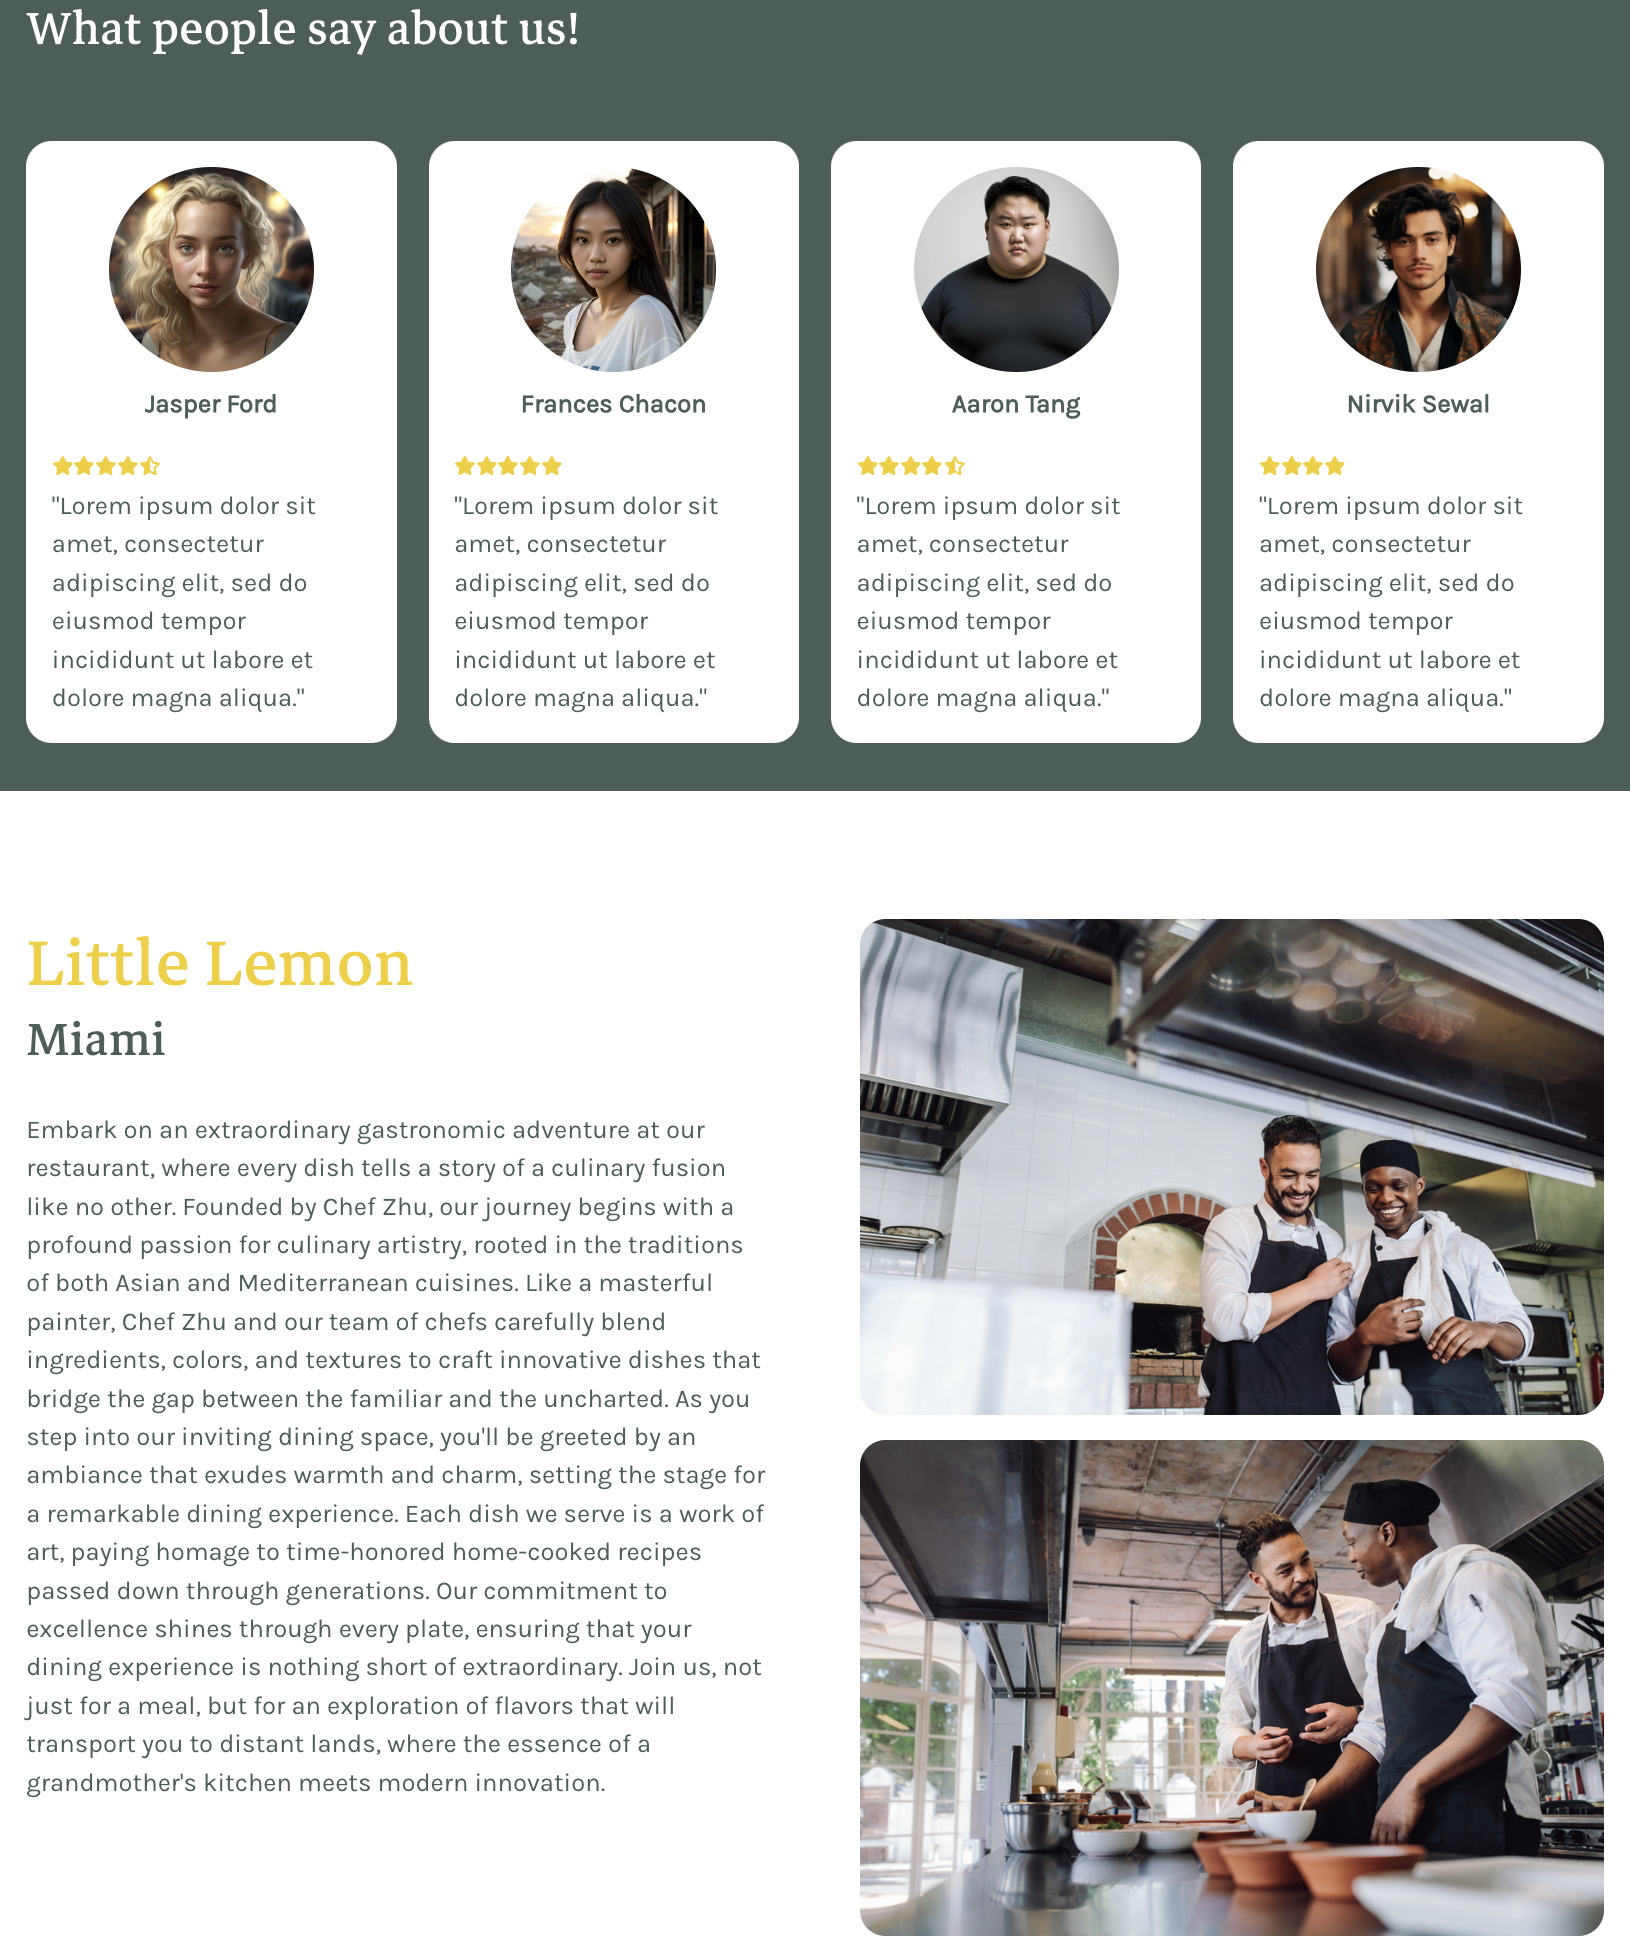 What people say about us!
Jasper Ford
"Lorem ipsum dolor sit
amet, consectetur
adipiscing elit, sed do
eiusmod tempor
incididunt ut labore et
dolore magna aliqua."
Frances Chacon
"Lorem ipsum dolor sit
amet, consectetur
adipiscing elit, sed do
eiusmod tempor
incididunt ut labore et
dolore magna aliqua."
Aaron Tang
"Lorem ipsum dolor sit
amet, consectetur
adipiscing elit, sed do
eiusmod tempor
incididunt ut labore et
dolore magna aliqua."
Nirvik Sewal
"Lorem ipsum dolor sit
amet, consectetur
adipiscing elit, sed do
eiusmod tempor
incididunt ut labore et
dolore magna aliqua."
Little Lemon
Miami
Embark on an extraordinary gastronomic adventure at our
restaurant, where every dish tells a story of a culinary fusion
like no other. Founded by Chef Zhu, our journey begins with a
profound passion for culinary artistry, rooted in the traditions
of both Asian and Mediterranean cuisines. Like a masterful
painter, Chef Zhu and our team of chefs carefully blend
ingredients, colors, and textures to craft innovative dishes that
bridge the gap between the familiar and the uncharted. As you
step into our inviting dining space, you'll be greeted by an
ambiance that exudes warmth and charm, setting the stage for
a remarkable dining experience. Each dish we serve is a work of
art, paying homage to time-honored home-cooked recipes
passed down through generations. Our commitment to
excellence shines through every plate, ensuring that your
dining experience is nothing short of extraordinary. Join us, not
just for a meal, but for an exploration of flavors that will
transport you to distant lands, where the essence of a
grandmother's kitchen meets modern innovation.